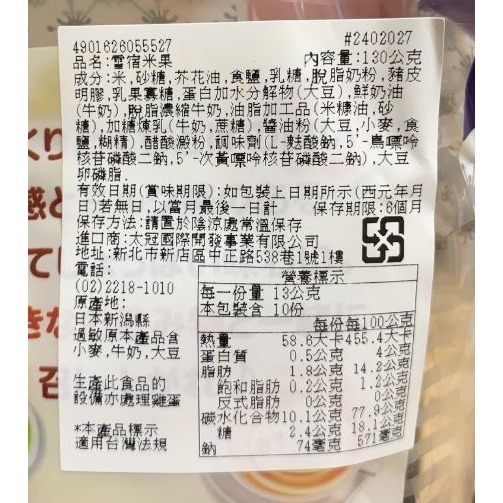 4901626055527
#2402027
品名:雪宿米果
內容量:130公克
成分:米,砂糖,芥花油,食鹽,乳糖,脫脂奶粉,豬皮
明膠,乳果寡糖,蛋白加水分解物(大豆),鮮奶油
(牛奶),脫脂濃縮牛奶,油脂加工品(米糠油,砂
糖),加糖煉乳(牛奶,蔗糖),醬油粉(大豆,小麥,食
鹽,糊精),醋酸澱粉,調味劑(L-麩酸鈉,5'-鳥嘌呤
核苷磷酸二鈉,5'-次黃嘌呤核苷磷酸二鈉),大豆
卵磷脂.
有效日期(賞味期限):如包裝上日期所示(西元年月
日)若無日,以當月最後一日計
保存期限:6個月
保存方法:請置於陰涼處常溫保存
進口商:太冠國際開發事業有限公司
地址:新北市新店區中正路538巷1號1樓
電話:
(02)2218-1010
原產地:
日本新潟縣
過敏原本產品含
小麥,牛奶,大豆
生產此食品的
設備亦處理雞蛋
*本產品標示
適用台灣法規
營養標示
每一份量 13公克
本包裝含 10份
每份 每100公克
熱量 58.6大卡 455.4大卡
蛋白質 0.5公克 4公克
脂肪 1.8公克 14.2公克
飽和脂肪 0.2公克 1.2公克
反式脂肪 0公克 0公克
碳水化合物 10.1公克 77.9公克
糖 2.4公克 18.1公克
鈉 74毫克 571毫克